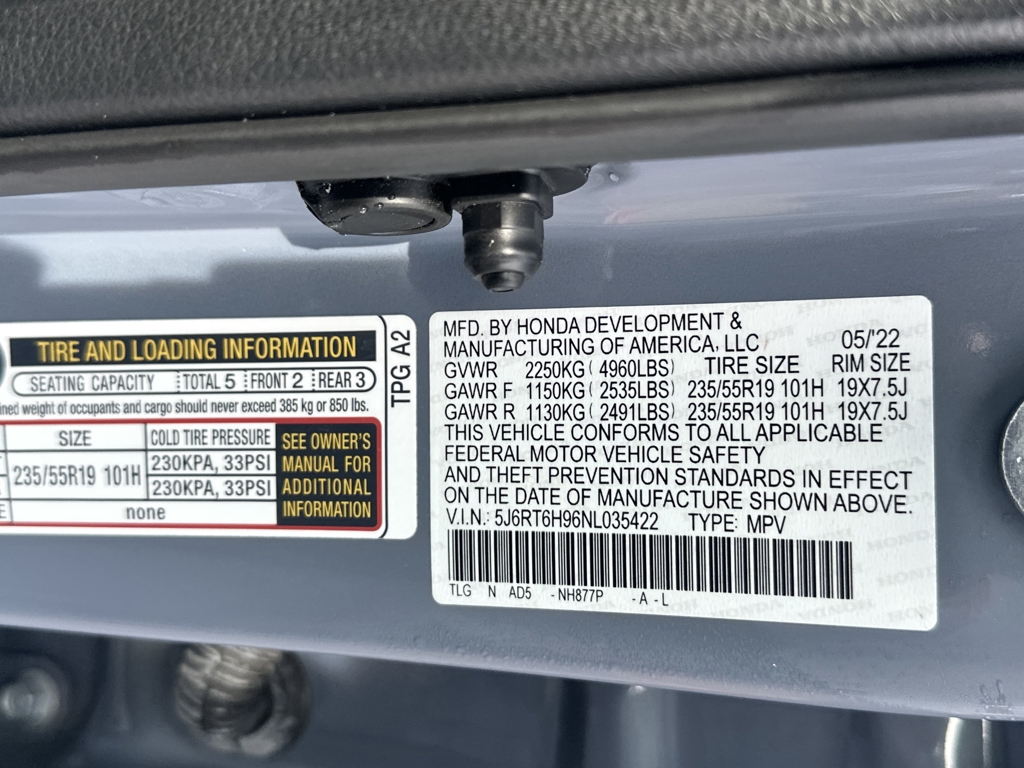 TIRE AND LOADING INFORMATION
SEATING CAPACITY TOTAL 5 FRONT 2 REAR 3
weight of occupants and cargo should never exceed 385 kg or 850 lbs.
SIZE COLD TIRE PRESSURE
235/55R19 101H 230KPA, 33PSI
230KPA, 33PSI
none
SEE OWNER'S
MANUAL FOR
ADDITIONAL
INFORMATION
TPG A2
MFD. BY HONDA DEVELOPMENT &
MANUFACTURING OF AMERICA, LLC 05/'22
GVWR 2250KG ( 4960LBS) TIRE SIZE RIM SIZE
GAWR F 1150KG ( 2535LBS) 235/55R19 101H 19X7.5J
GAWR R 1130KG ( 2491LBS) 235/55R19 101H 19X7.5J
THIS VEHICLE CONFORMS TO ALL APPLICABLE
FEDERAL MOTOR VEHICLE SAFETY
AND THEFT PREVENTION STANDARDS IN EFFECT
ON THE DATE OF MANUFACTURE SHOWN ABOVE.
V.I.N.: 5J6RT6H96NL035422 TYPE: MPV
TLG N AD5 -NH877P -A-L